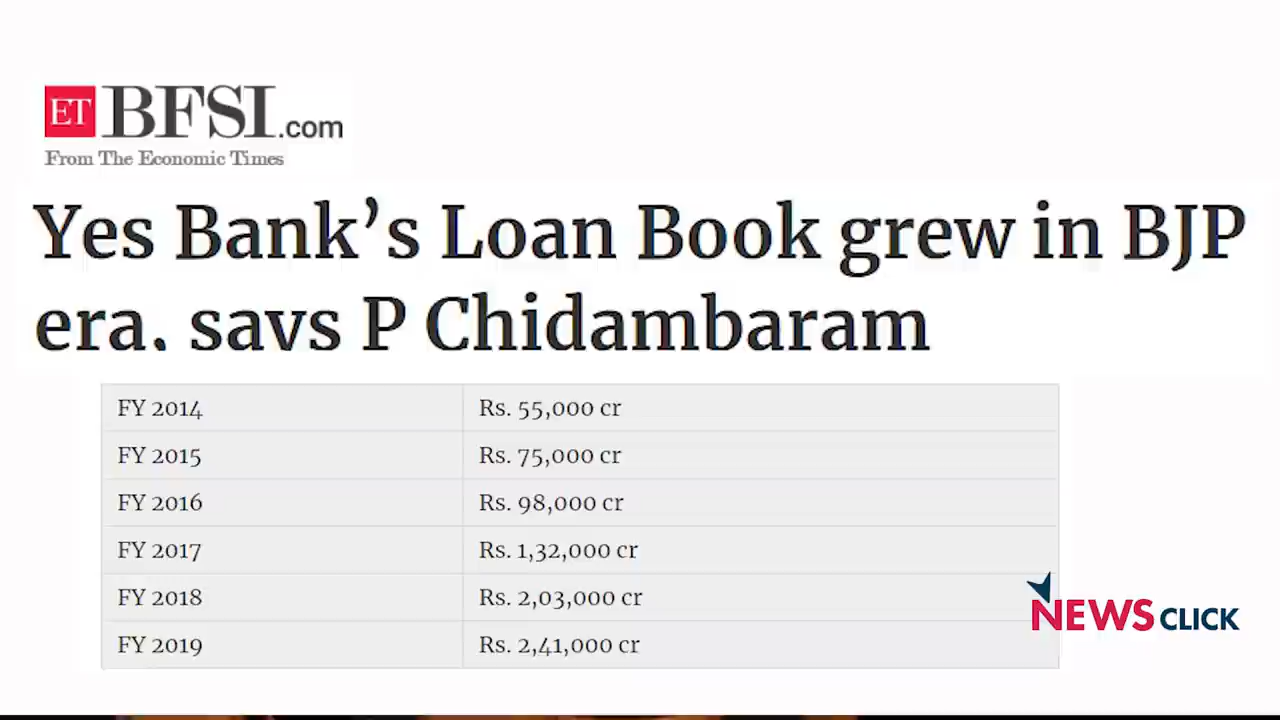 ET BFSI.com
From The Economic Times
Yes Bank's Loan Book grew in BJP
era, says P Chidambaram
FY 2014 Rs. 55,000 cr
FY 2015 Rs. 75,000 cr
FY 2016 Rs. 98,000 cr
FY 2017 Rs. 1,32,000 cr
FY 2018 Rs. 2,03,000 cr
FY 2019 Rs. 2,41,000 cr
NEWSCLICK